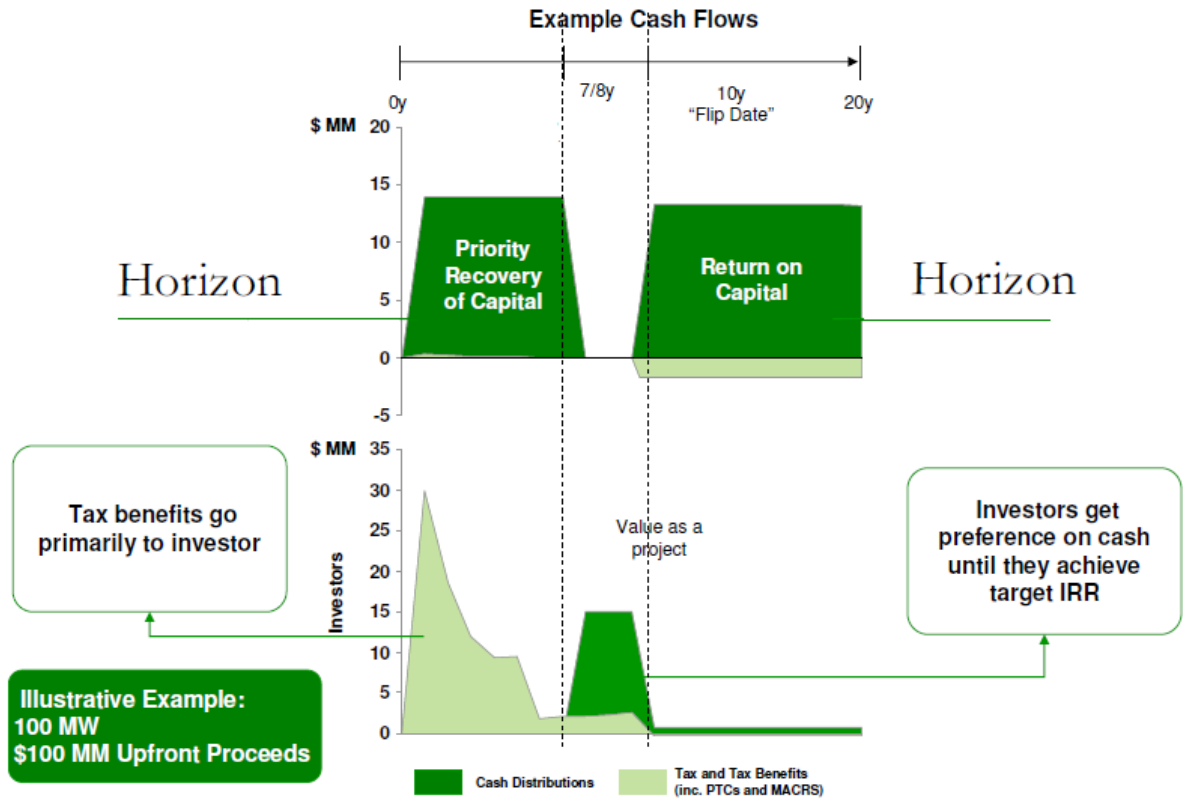 Example Cash Flows
0y
7/8y
10y
"Flip Date"
20y
$ MM
20
15
10
5
0
-5
Priority
Recovery
of Capital
Return on
Capital
Horizon
Horizon
$ MM
35
30
25
20
15
10
5
0
Investors
Value as a
project
Tax benefits go
primarily to investor
Investors get
preference on cash
until they achieve
target IRR
Illustrative Example:
100 MW
$100 MM Upfront Proceeds
Cash Distributions
Tax and Tax Benefits
(inc. PTCs and MACRS)